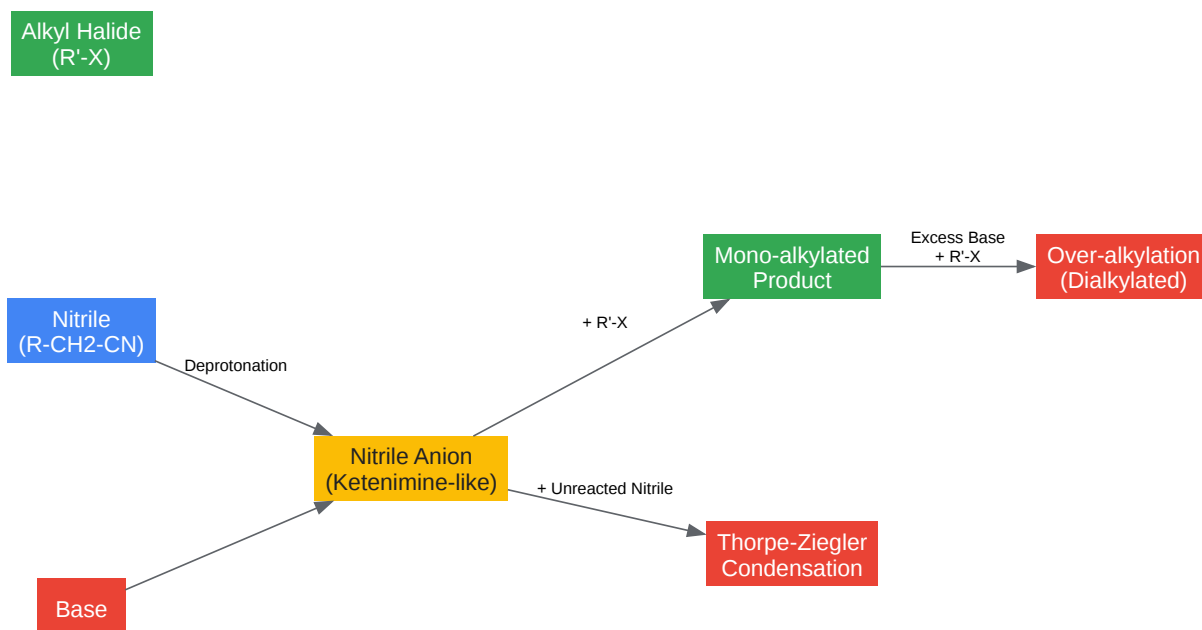 Alkyl Halide
(R'-X)
Mono-alkylated
Product
Excess Base
+ R'-X
Over-alkylation
(Dialkylated)
Nitrile
(R-CH2-CN)
+ R'-X
Deprotonation
Nitrile Anion
(Ketenimine-like)
+ Unreacted Nitrile
Thorpe-Ziegler
Condensation
Base